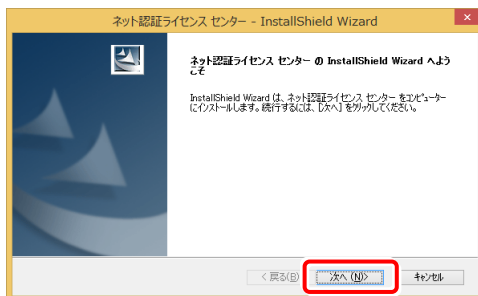 ネット認証ライセンス センター - InstallShield Wizard
ネット認証ライセンス センター の InstallShield Wizard へよう
こそ
InstallShield Wizard は、ネット認証ライセンス センター をコンピューター
にインストールします。続行するには、[次へ] をクリックしてください。
< 戻る(B)
次へ (N)>
キャンセル